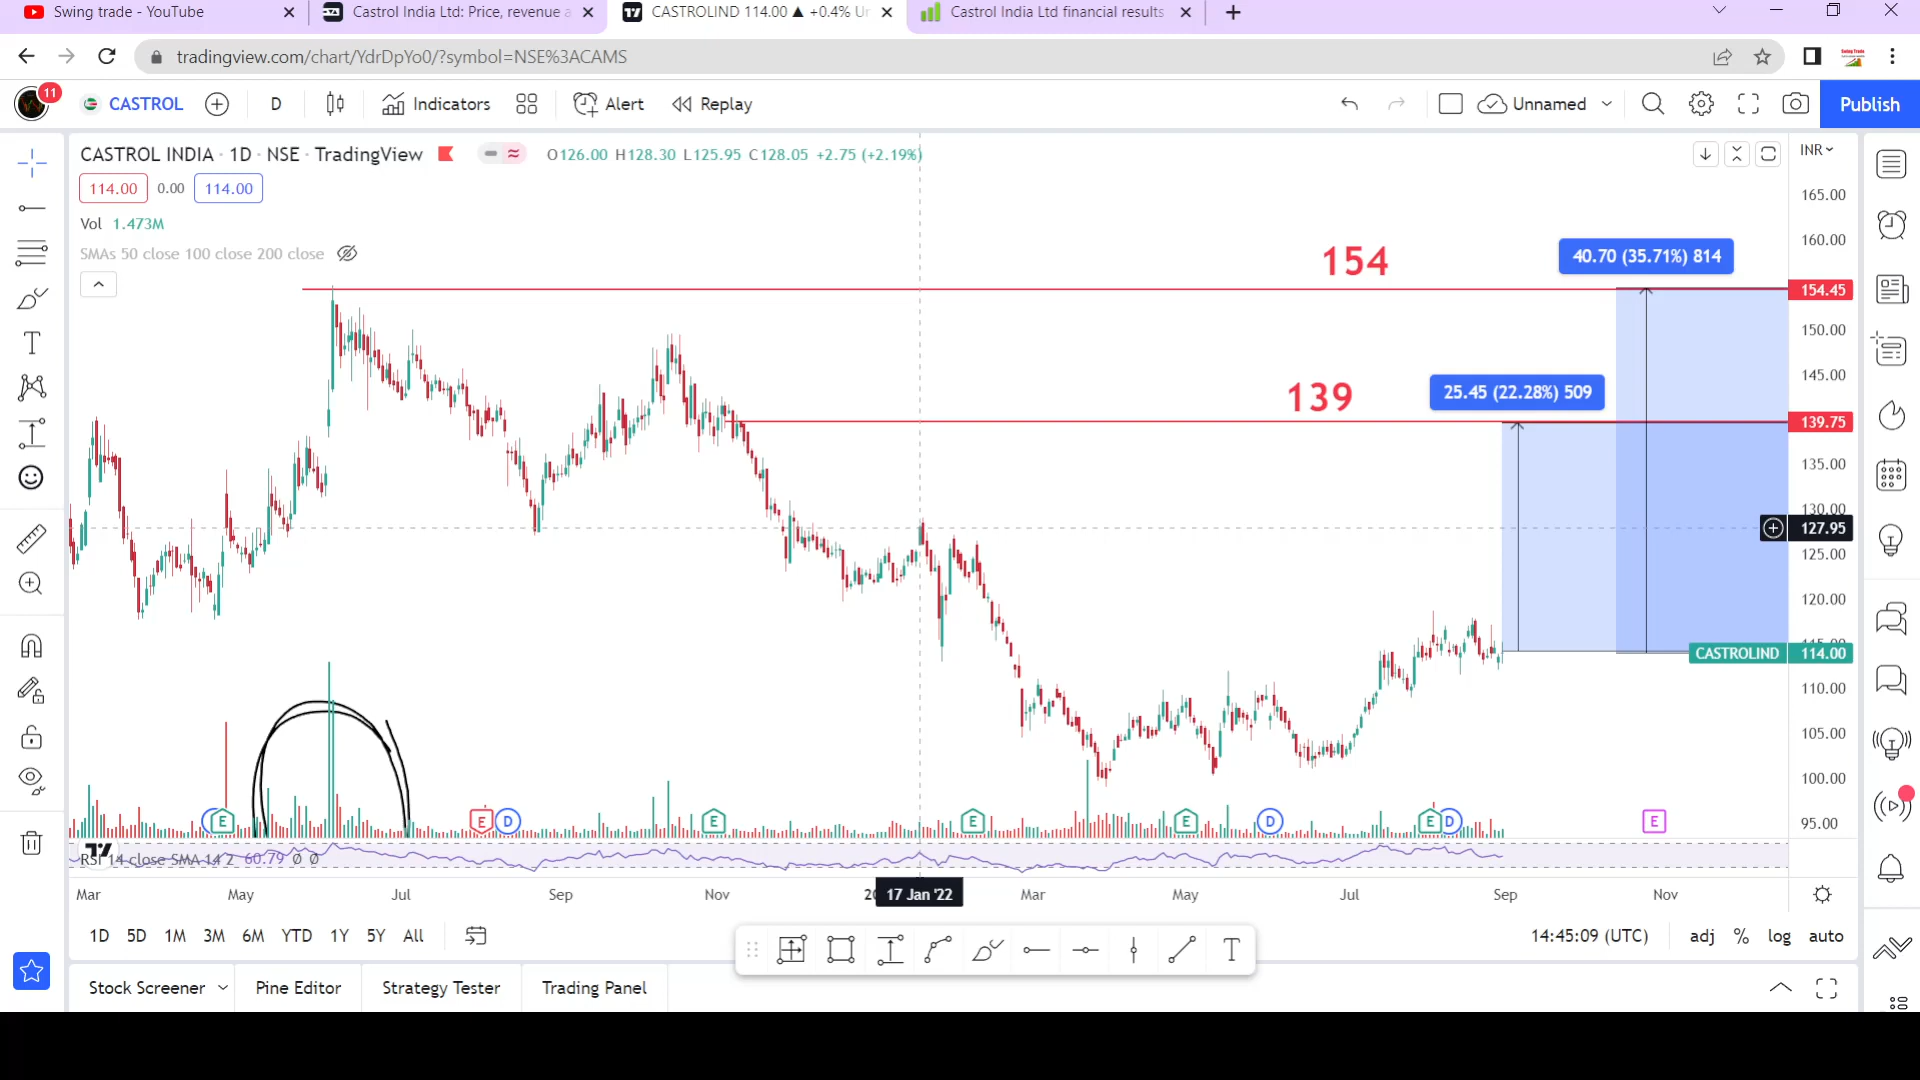 Swing trade - YouTube
Castrol India Ltd: Price, revenue a
CASTROLIND 114.00 ▲ +0.4% Un
Castrol India Ltd financial results
tradingview.com/chart/YdrDpYo0/?symbol=NSE%3ACAMS
11
CASTROL
D
Indicators
Alert
Replay
Unnamed
Publish
CASTROL INDIA · 1D · NSE · TradingView
O126.00 H128.30 L125.95 C128.05 +2.75 (+2.19%)
INR
114.00
0.00
114.00
Vol 1.473M
SMAs 50 close 100 close 200 close
154
40.70 (35.71%) 814
139
25.45 (22.28%) 509
165.00
160.00
154.45
150.00
145.00
139.75
135.00
130.00
127.95
125.00
120.00
115.00
CASTROLIND 114.00
110.00
105.00
100.00
95.00
E
E
D
E
E
E
D
E
D
E
RSI 14 close SMA 14 2 60.79 Ø Ø
Mar
May
Jul
Sep
Nov
17 Jan '22
Mar
May
Jul
Sep
Nov
1D
5D
1M
3M
6M
YTD
1Y
5Y
All
T
14:45:09 (UTC)
adj
%
log
auto
Stock Screener
Pine Editor
Strategy Tester
Trading Panel